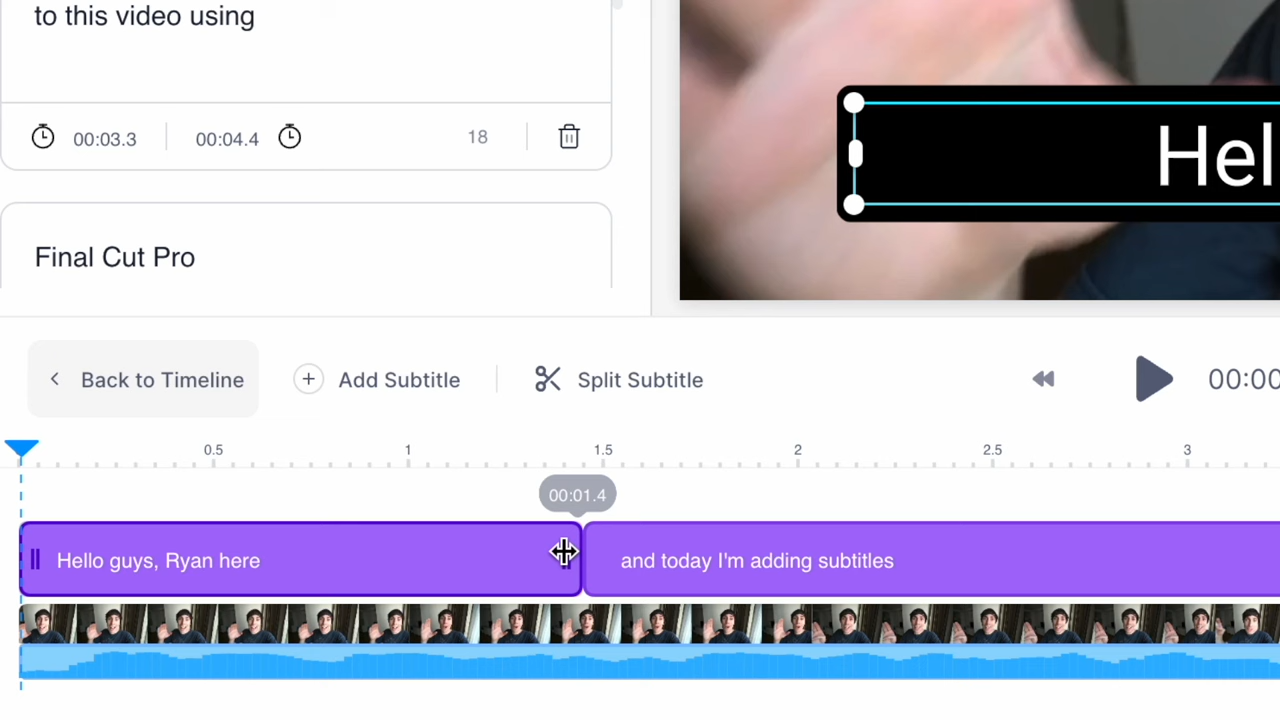 to this video using
00:03.3
00:04.4
18
Final Cut Pro
Hel
Back to Timeline
Add Subtitle
Split Subtitle
00:00
0.5
1
1.5
2
2.5
3
00:01.4
Hello guys, Ryan here
and today I'm adding subtitles